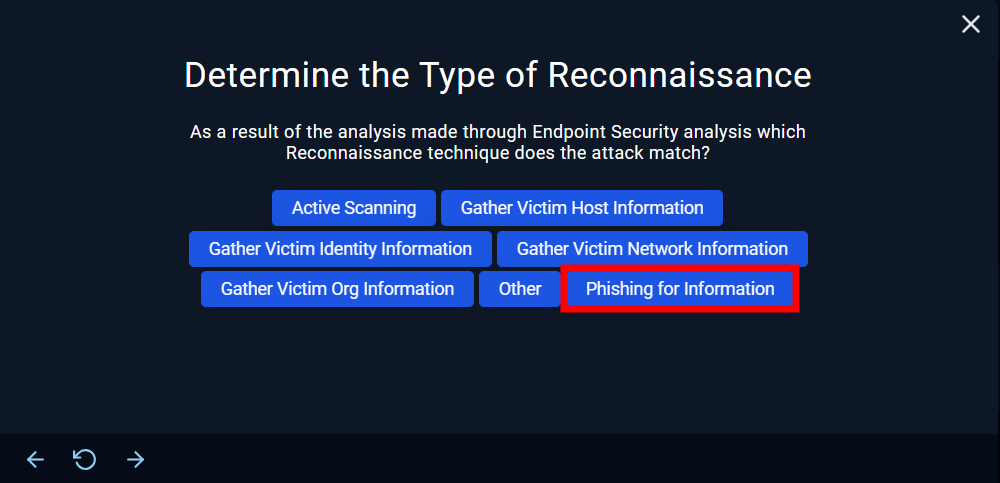 Determine the Type of Reconnaissance
As a result of the analysis made through Endpoint Security analysis which
Reconnaissance technique does the attack match?
Active Scanning
Gather Victim Host Information
Gather Victim Identity Information
Gather Victim Network Information
Gather Victim Org Information
Other
Phishing for Information